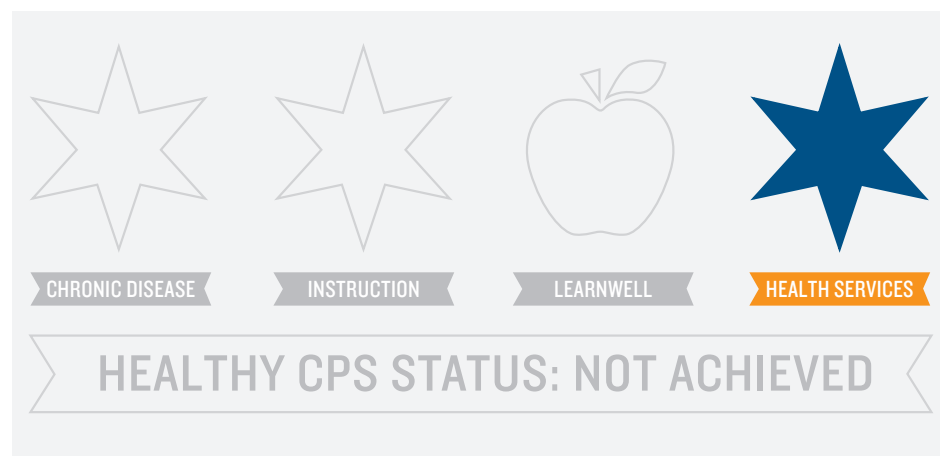 CHRONIC DISEASE
INSTRUCTION
LEARNWELL
HEALTH SERVICES
HEALTHY CPS STATUS: NOT ACHIEVED